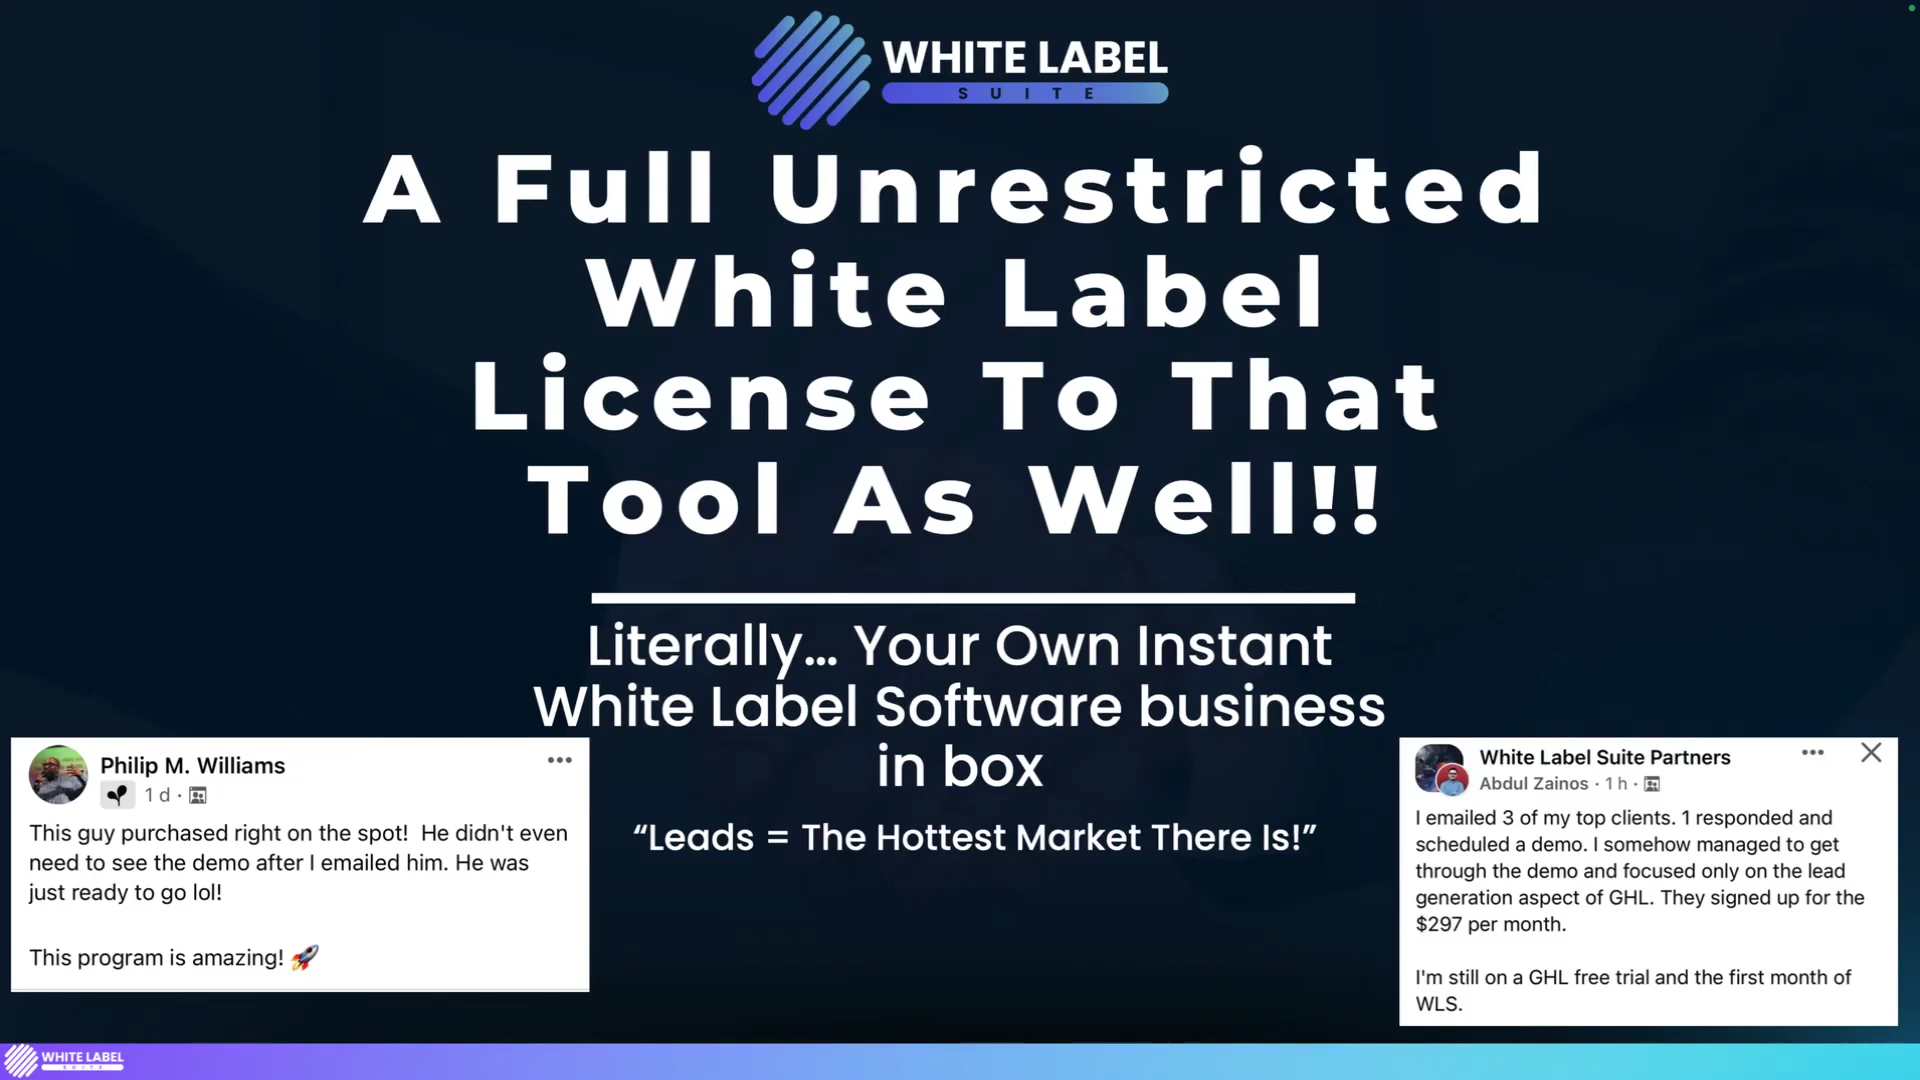 WHITE LABEL
SUITE
A Full Unrestricted
White Label
License To That
Tool As Well!!
Literally... Your Own Instant
White Label Software business
in box
“Leads = The Hottest Market There Is!”
Philip M. Williams
1 d ·
This guy purchased right on the spot! He didn't even
need to see the demo after I emailed him. He was
just ready to go lol!
This program is amazing! 🚀
White Label Suite Partners
Abdul Zainos · 1 h ·
I emailed 3 of my top clients. 1 responded and
scheduled a demo. I somehow managed to get
through the demo and focused only on the lead
generation aspect of GHL. They signed up for the
$297 per month.
I'm still on a GHL free trial and the first month of
WLS.
WHITE LABEL
SUITE